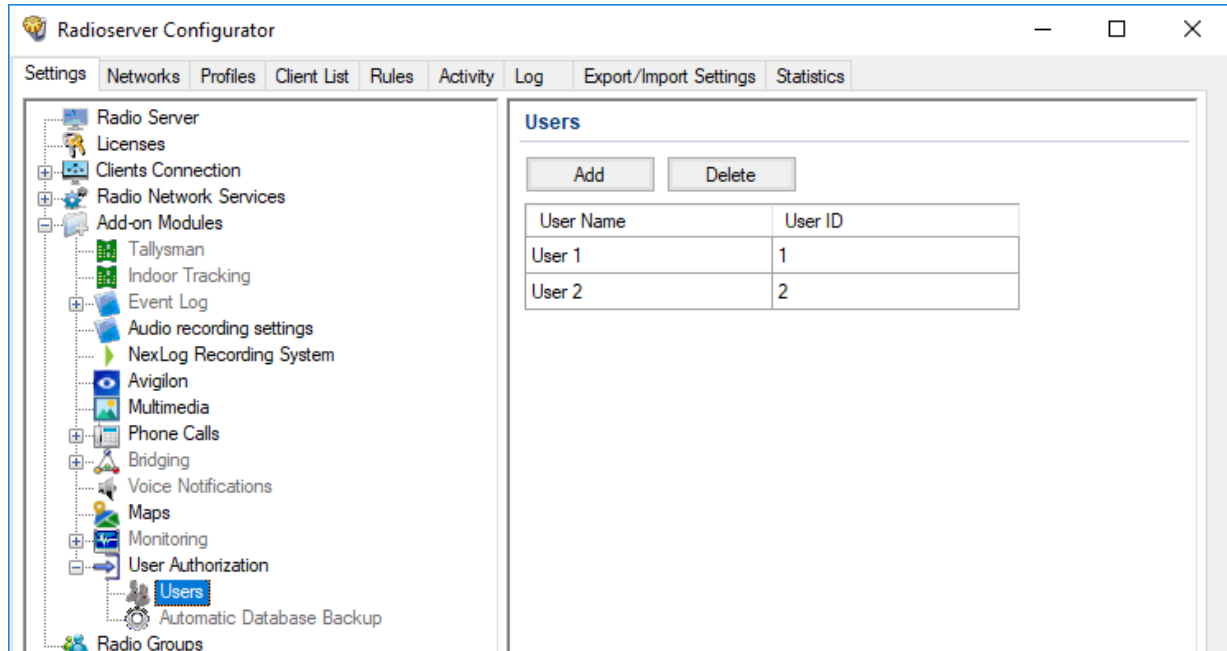 Radioserver Configurator
Settings Networks Profiles Client List Rules Activity Log Export/Import Settings Statistics
Radio Server
Licenses
Clients Connection
Radio Network Services
Add-on Modules
Tallysman
Indoor Tracking
Event Log
Audio recording settings
NexLog Recording System
Avigilon
Multimedia
Phone Calls
Bridging
Voice Notifications
Maps
Monitoring
User Authorization
Users
Automatic Database Backup
Radio Groups
Users
Add Delete
User Name User ID
User 1 1
User 2 2